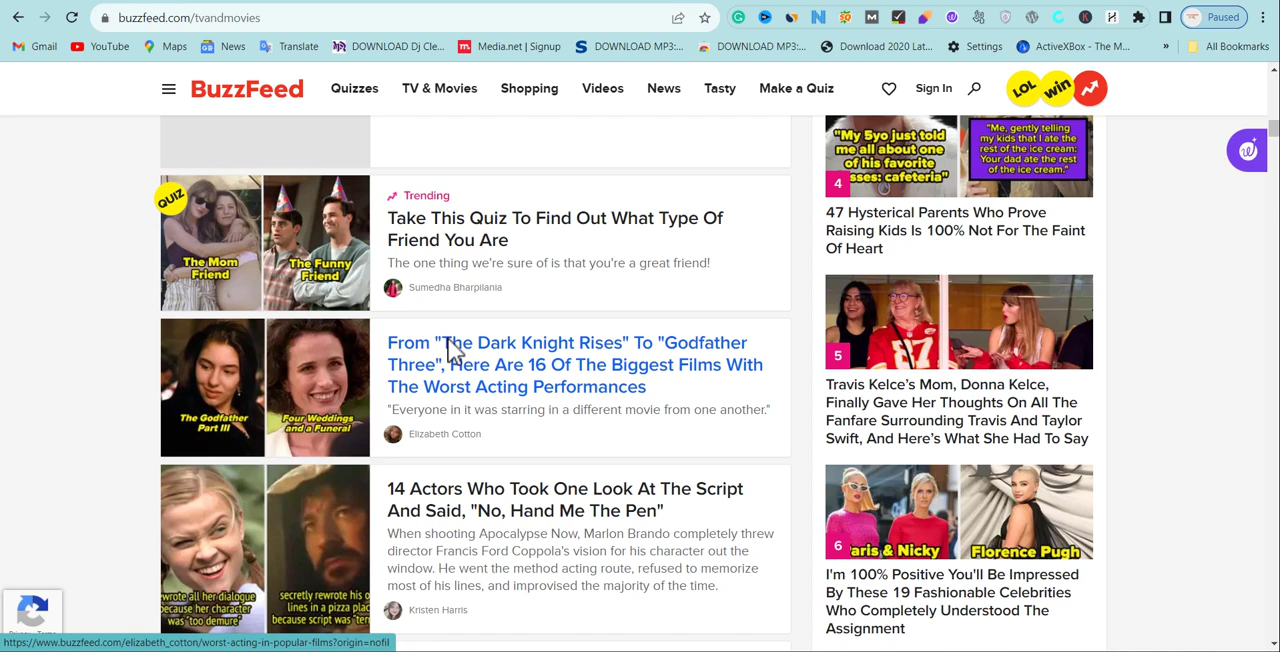 buzzfeed.com/tvandmovies
Paused
Gmail
YouTube
Maps
News
Translate
DOWNLOAD Dj Cle...
Media.net | Signup
DOWNLOAD MP3:...
DOWNLOAD MP3:...
Download 2020 Lat...
Settings
ActiveXBox - The M...
»
All Bookmarks
BuzzFeed
Quizzes
TV & Movies
Shopping
Videos
News
Tasty
Make a Quiz
Sign In
LOL
win
QUIZ
The Mom
Friend
The Funny
Friend
Trending
Take This Quiz To Find Out What Type Of
Friend You Are
The one thing we're sure of is that you're a great friend!
Sumedha Bharpilania
The Godfather
Part III
Four Weddings
and a Funeral
From "The Dark Knight Rises" To "Godfather
Three", Here Are 16 Of The Biggest Films With
The Worst Acting Performances
"Everyone in it was starring in a different movie from one another."
Elizabeth Cotton
wrote all her dialogue
because her character
was "too demure"
secretly rewrote his
lines in a pizza
because script was
14 Actors Who Took One Look At The Script
And Said, "No, Hand Me The Pen"
When shooting Apocalypse Now, Marlon Brando completely threw
director Francis Ford Coppola's vision for his character out the
window. He went the method acting route, refused to memorize
most of his lines, and improvised the majority of the time.
Kristen Harris
"My 5yo just told
me all about one
of his favorite
sses: cafeteria"
"Me, gently telling
my kids that I ate the
rest of the ice cream:
Your dad ate the rest
of the ice cream."
4
47 Hysterical Parents Who Prove
Raising Kids Is 100% Not For The Faint
Of Heart
5
Travis Kelce's Mom, Donna Kelce,
Finally Gave Her Thoughts On All The
Fanfare Surrounding Travis And Taylor
Swift, And Here's What She Had To Say
6
aris & Nicky
Florence Pugh
I'm 100% Positive You'll Be Impressed
By These 19 Fashionable Celebrities
Who Completely Understood The
Assignment
https://www.buzzfeed.com/elizabeth_cotton/worst-acting-in-popular-films?origin=nofil